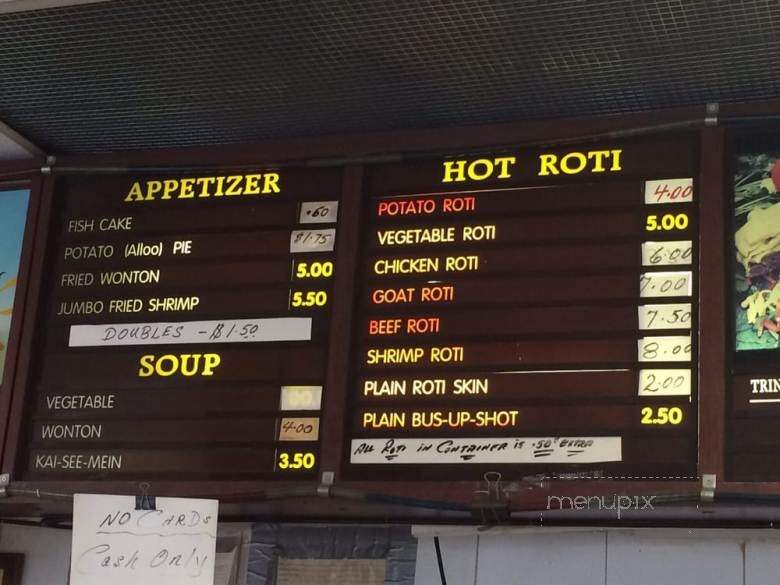 APPETIZER
FISH CAKE .60
POTATO (Alloo) PIE $1.75
FRIED WONTON 5.00
JUMBO FRIED SHRIMP 5.50
DOUBLES - $1.50
SOUP
VEGETABLE
WONTON 4.00
KAI-SEE-MEIN 3.50
HOT ROTI
POTATO ROTI 4.00
VEGETABLE ROTI 5.00
CHICKEN ROTI 6.00
GOAT ROTI 7.00
BEEF ROTI 7.50
SHRIMP ROTI 8.00
PLAIN ROTI SKIN 2.00
PLAIN BUS-UP-SHOT 2.50
ALL ROTI IN CONTAINER IS .50¢ EXTRA
TRIN
NO CARDS
Cash Only
menupix